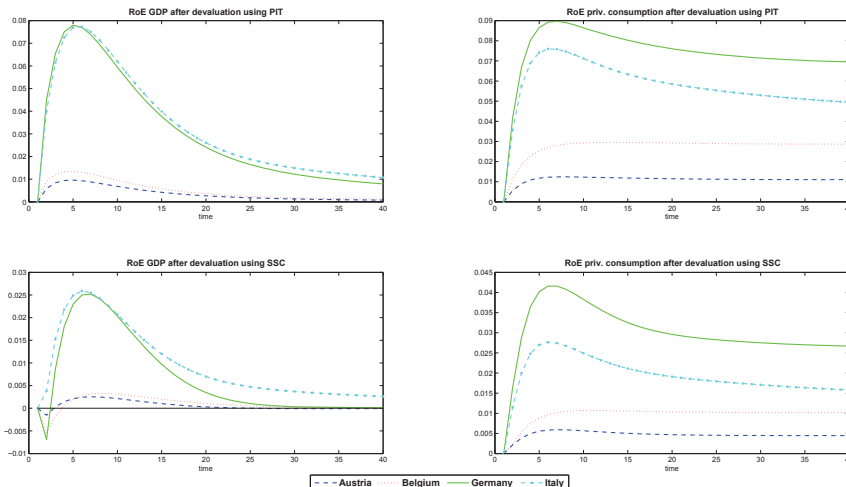 RoE GDP after devaluation using PIT
0.08
0.07
0.06
0.05
0.04
0.03
0.02
0.01
0
0 5 10 15 20 25 30 35 40
time
RoE priv. consumption after devaluation using PIT
0.09
0.08
0.07
0.06
0.05
0.04
0.03
0.02
0.01
0
0 5 10 15 20 25 30 35 40
time
RoE GDP after devaluation using SSC
0.03
0.025
0.02
0.015
0.01
0.005
0
−0.005
−0.01
0 5 10 15 20 25 30 35 40
time
RoE priv. consumption after devaluation using SSC
0.045
0.04
0.035
0.03
0.025
0.02
0.015
0.01
0.005
0
0 5 10 15 20 25 30 35 40
time
Austria Belgium Germany Italy